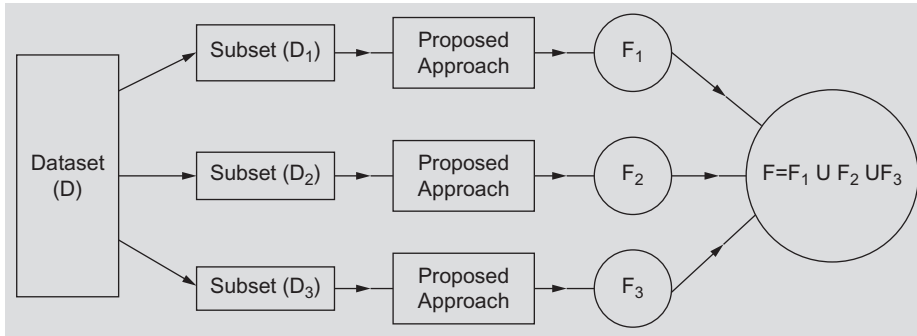 Dataset
(D)
Subset (D₁)
Proposed
Approach
F₁
Subset (D₂)
Proposed
Approach
F₂
Subset (D₃)
Proposed
Approach
F₃
F=F₁ U F₂ UF₃